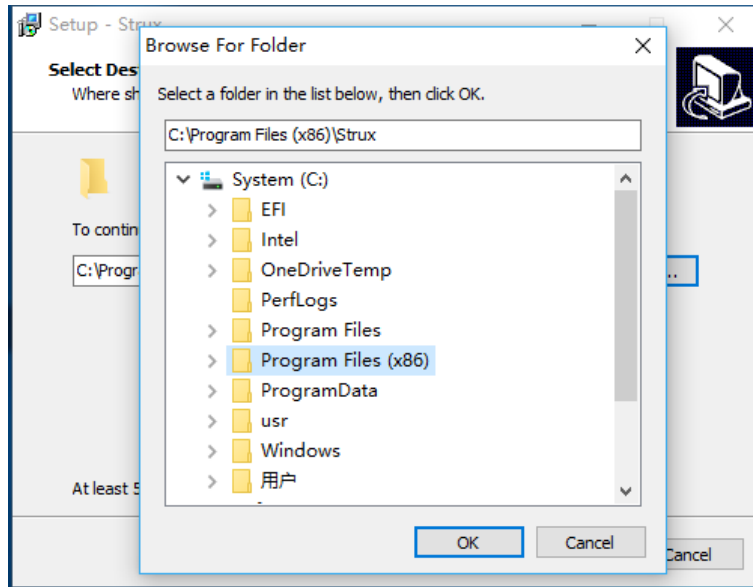 Setup - Strux
Browse For Folder
Select Des
Where sh
Select a folder in the list below, then click OK.
C:\Program Files (x86)\Strux
System (C:)
EFI
Intel
OneDriveTemp
PerfLogs
Program Files
Program Files (x86)
ProgramData
usr
Windows
用户
To contin
C:\Progr
..
At least 5
OK
Cancel
Cancel